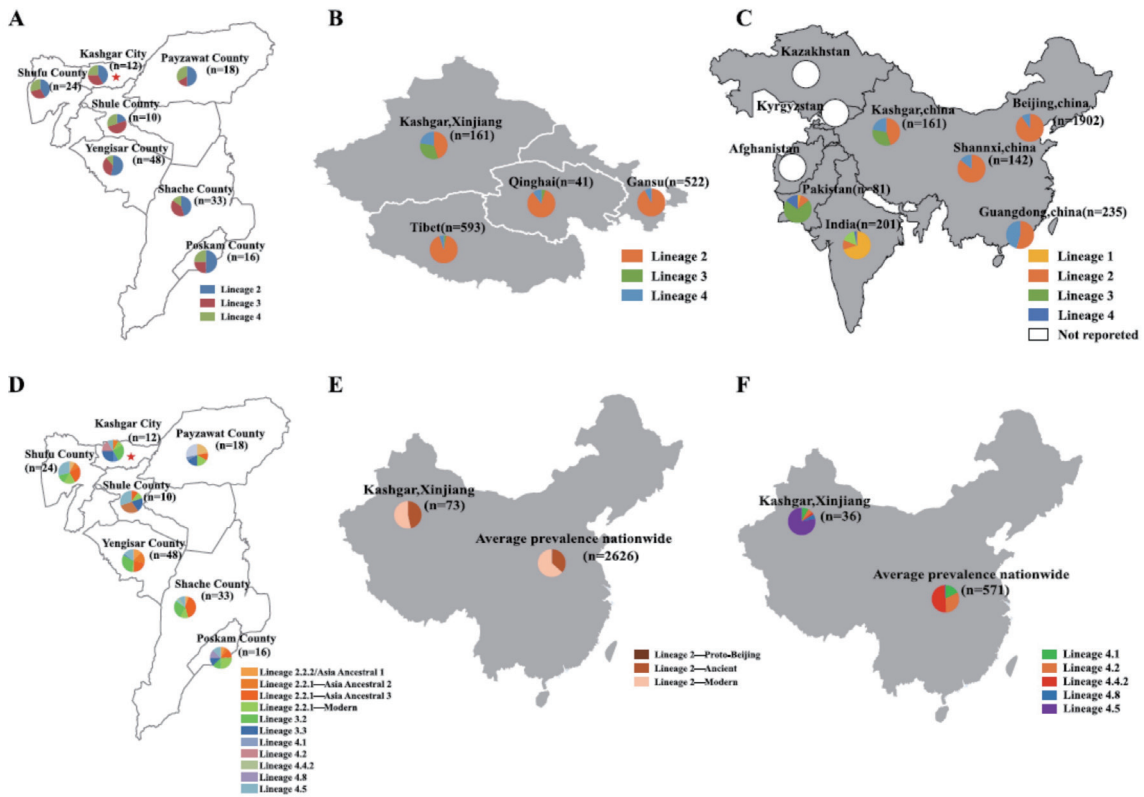 A
Kashgar City
(n=12)
Payzawat County
(n=18)
Shufu County
(n=24)
Shule County
(n=10)
Yengisar County
(n=48)
Shache County
(n=33)
Poskam County
(n=16)
Lineage 2
Lineage 3
Lineage 4
B
Kashgar,Xinjiang
(n=161)
Qinghai(n=41)
Gansu(n=522)
Tibet(n=593)
Lineage 2
Lineage 3
Lineage 4
C
Kazakhstan
Kyrgyzstan
Kashgar,china
(n=161)
Beijing,china,
(n=1902)
Afghanistan
Shannxi,china
(n=142)
Pakistan(n=81)
India(n=201)
Guangdong,china(n=235)
Lineage 1
Lineage 2
Lineage 3
Lineage 4
Not reporeted
D
Kashgar City
(n=12)
Payzawat County
(n=18)
Shufu County
(n=24)
Shule County
(n=10)
Yengisar County
(n=48)
Shache County
(n=33)
Poskam County
(n=16)
Lineage 2.2.2/Asia Ancestral 1
Lineage 2.2.1—Asia Ancestral 2
Lineage 2.2.1—Asia Ancestral 3
Lineage 2.2.1—Modern
Lineage 3.2
Lineage 3.3
Lineage 4.1
Lineage 4.2
Lineage 4.4.2
Lineage 4.8
Lineage 4.5
E
Kashgar,Xinjiang
(n=73)
Average prevalence nationwide
(n=2626)
Lineage 2—Proto-Beijing
Lineage 2—Ancient
Lineage 2—Modern
F
Kashgar,Xinjiang
(n=36)
Average prevalence nationwide
(n=571)
Lineage 4.1
Lineage 4.2
Lineage 4.4.2
Lineage 4.8
Lineage 4.5